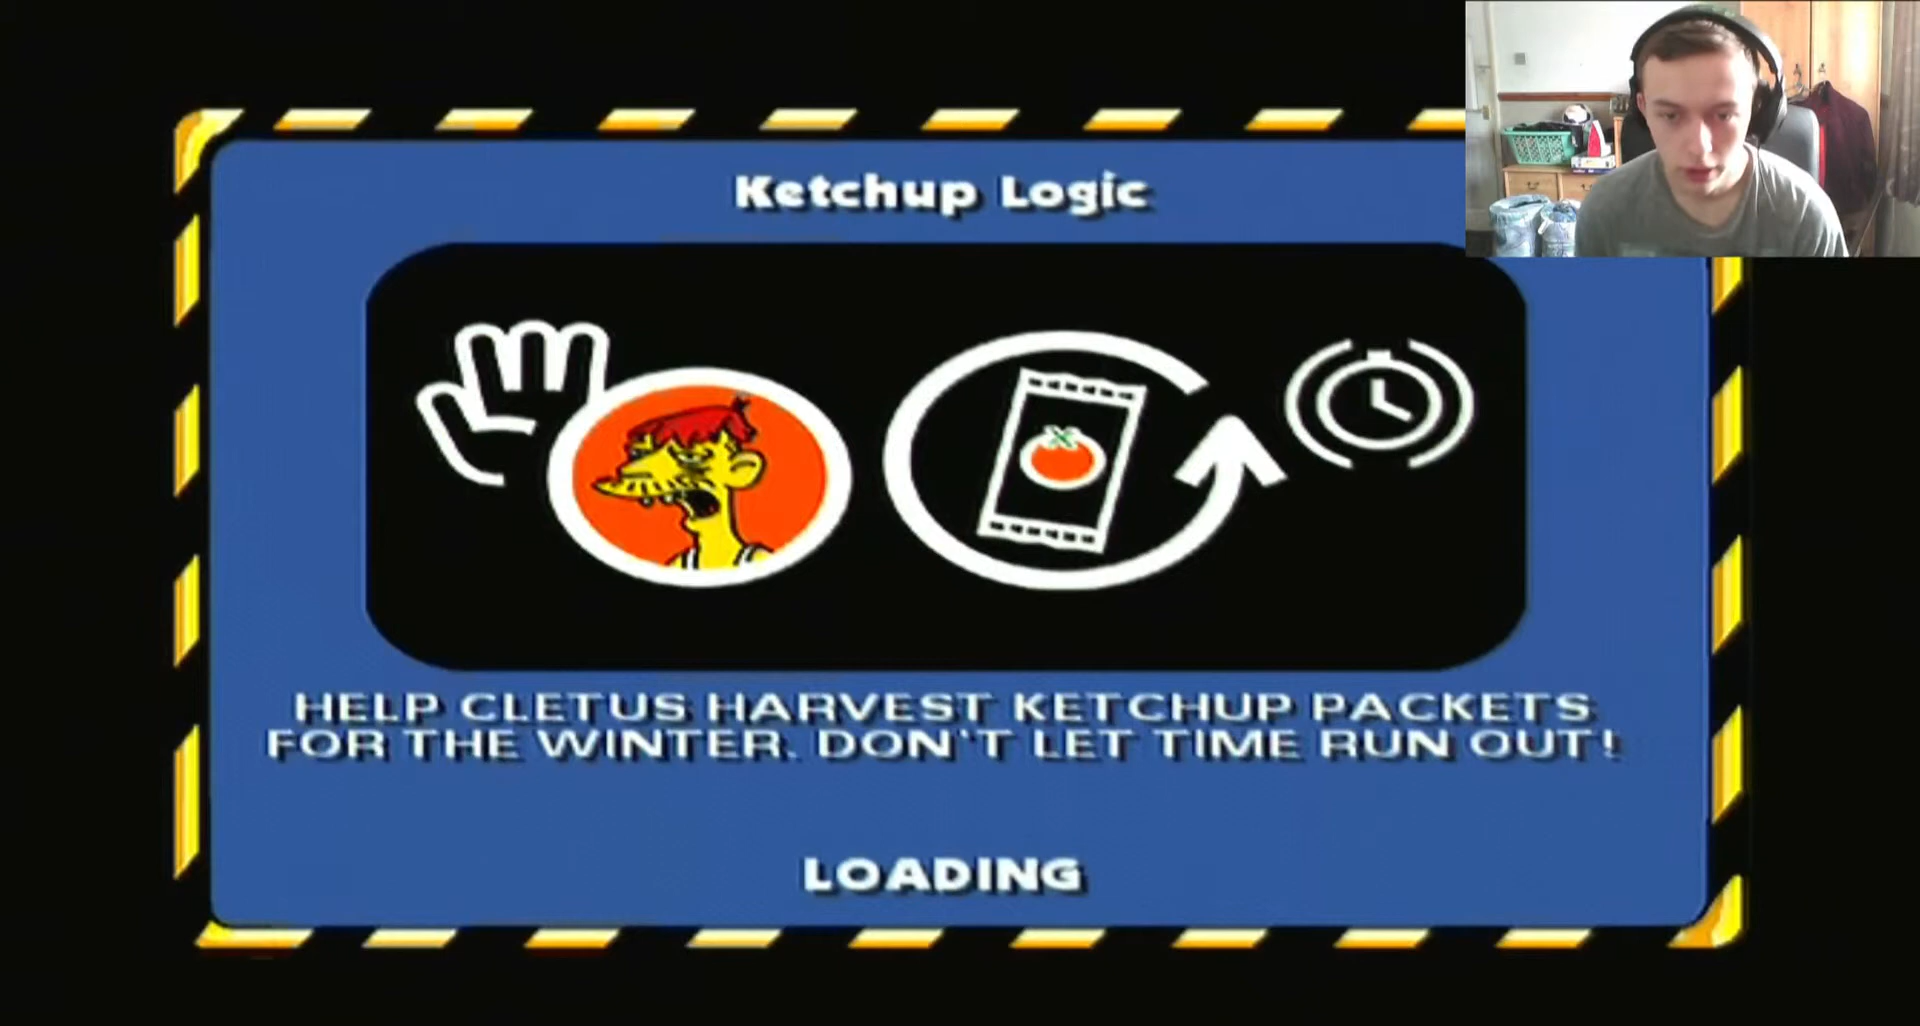 Ketchup Logic
HELP CLETUS HARVEST KETCHUP PACKETS
FOR THE WINTER. DON'T LET TIME RUN OUT!
LOADING